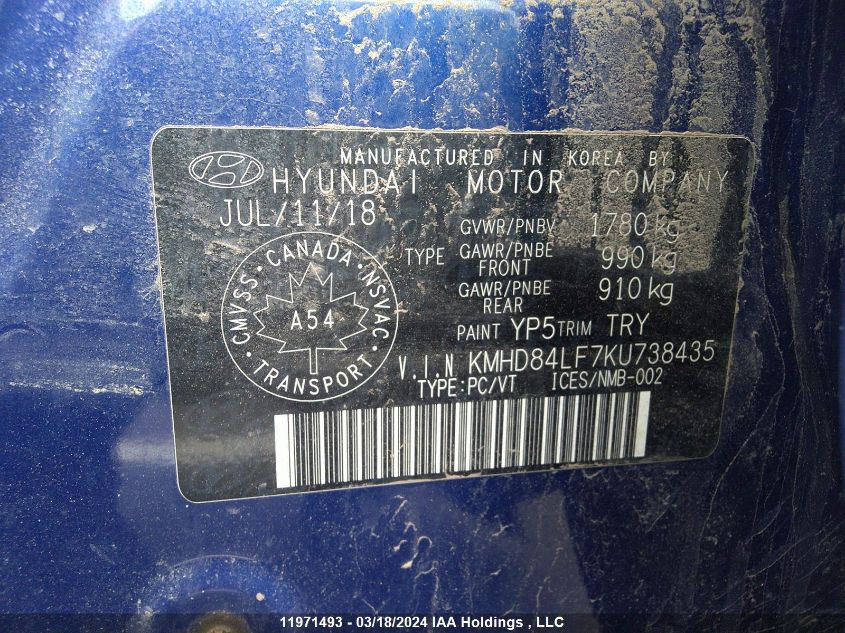 MANUFACTURED IN KOREA BY
HYUNDAI MOTOR COMPANY
JUL/11/18
GVWR/PNBV 1780 kg
TYPE GAWR/PNBE FRONT 990 kg
GAWR/PNBE REAR 910 kg
PAINT YP5 TRIM TRY
CMVSS · CANADA · NSVAC
A54
TRANSPORT
V.I.N KMHD84LF7KU738435
TYPE:PC/VT ICES/NMB-002
11971493 - 03/18/2024 IAA Holdings , LLC